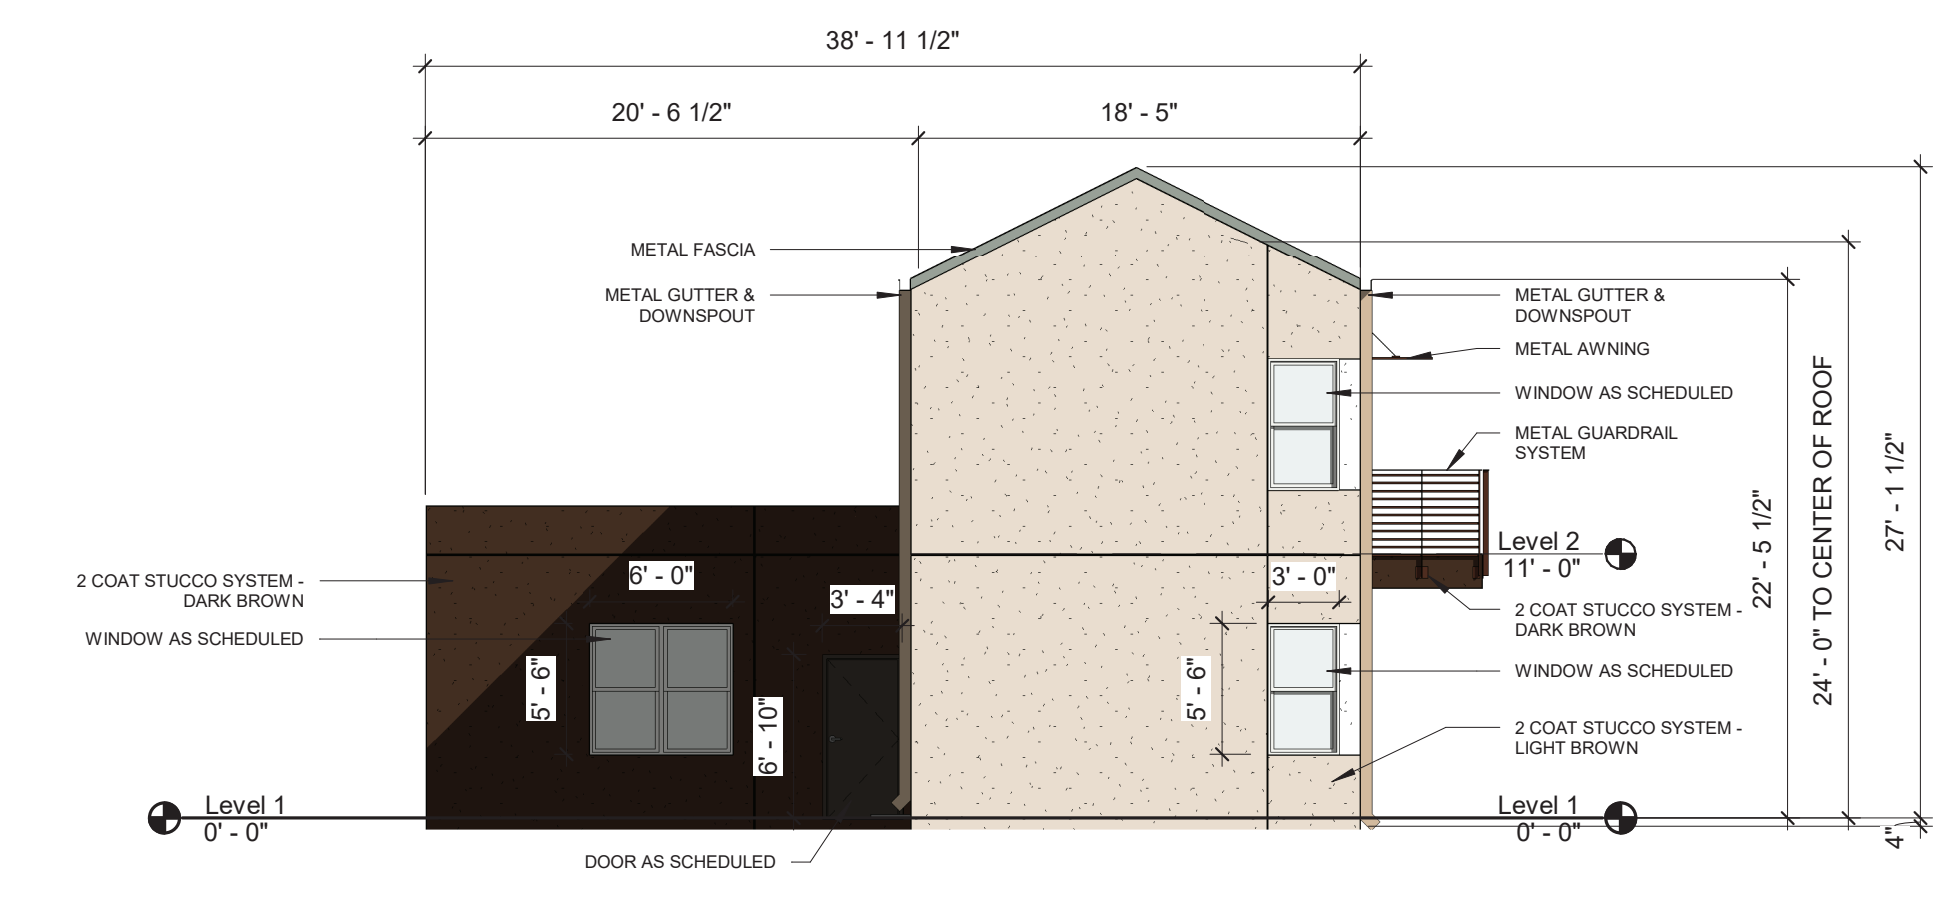 38' - 11 1/2"
20' - 6 1/2"
18' - 5"
METAL FASCIA
METAL GUTTER &
DOWNSPOUT
METAL GUTTER &
DOWNSPOUT
METAL AWNING
WINDOW AS SCHEDULED
METAL GUARDRAIL
SYSTEM
22' - 5 1/2"
24' - 0" TO CENTER OF ROOF
27' - 1 1/2"
Level 2
11' - 0"
2 COAT STUCCO SYSTEM -
DARK BROWN
WINDOW AS SCHEDULED
6' - 0"
3' - 4"
3' - 0"
5' - 6"
6' - 10"
5' - 6"
2 COAT STUCCO SYSTEM -
DARK BROWN
WINDOW AS SCHEDULED
2 COAT STUCCO SYSTEM -
LIGHT BROWN
Level 1
0' - 0"
Level 1
0' - 0"
4"
DOOR AS SCHEDULED